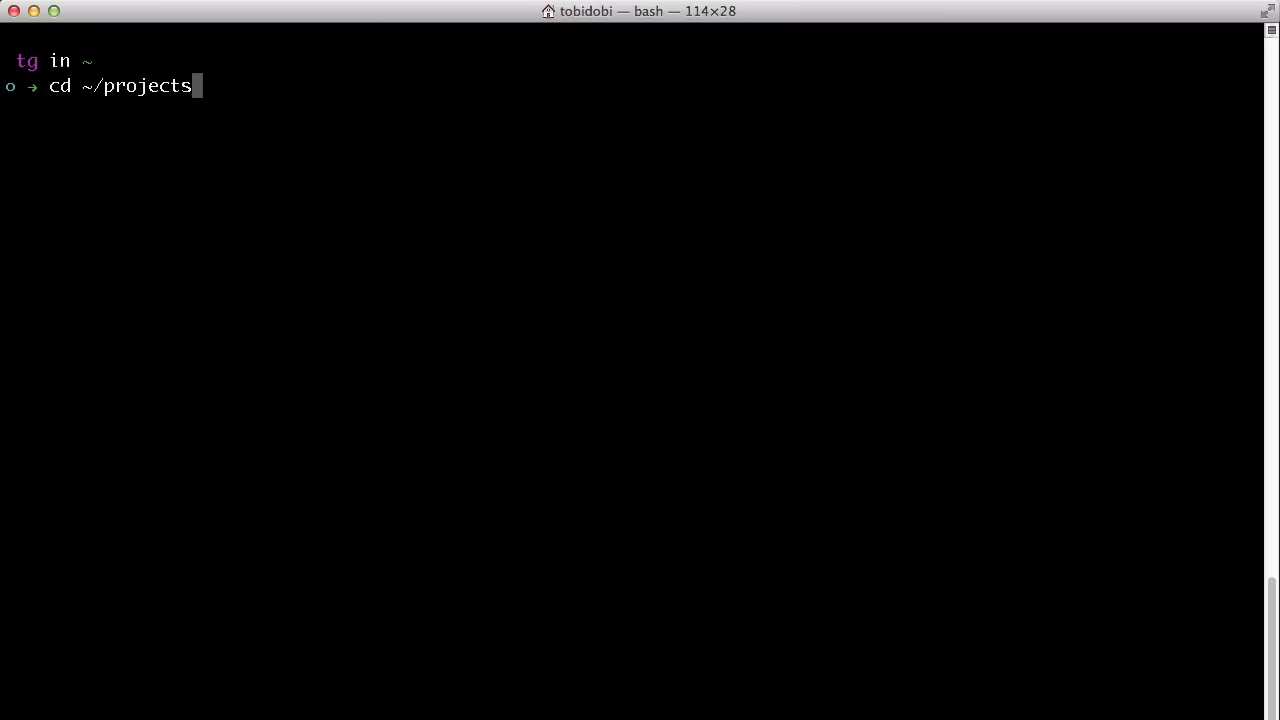 tobidobi — bash — 114×28
tg in ~
o → cd ~/projects